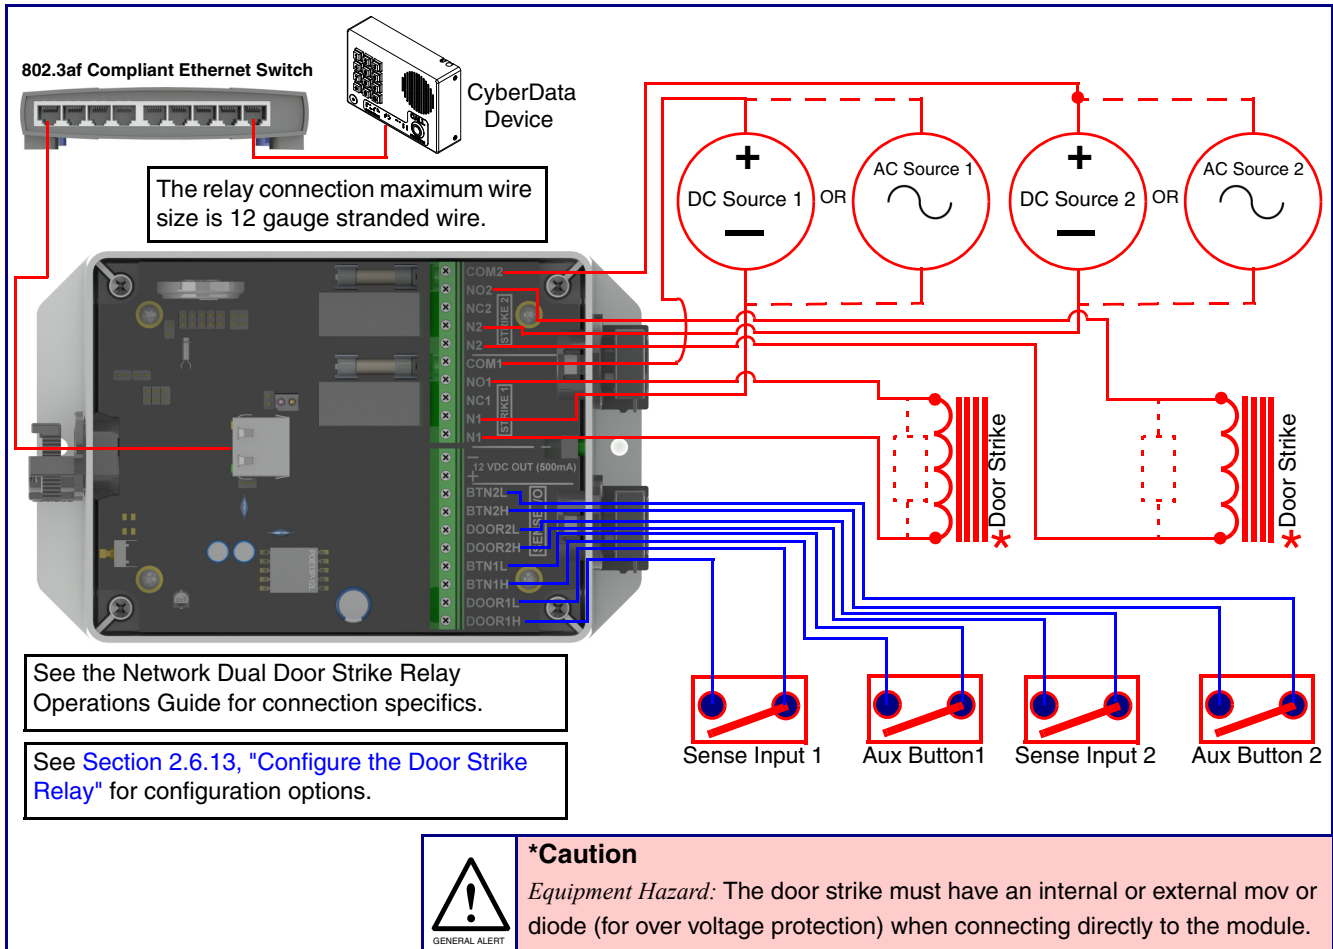 802.3af Compliant Ethernet Switch
CyberData
Device
The relay connection maximum wire
size is 12 gauge stranded wire.
+
DC Source 1
—
OR
AC Source 1
+
DC Source 2
—
OR
AC Source 2
COM2
NO2
NC2
N2
N2
STRIKE 2
COM1
NO1
NC1
N1
N1
STRIKE 1
−
12 VDC OUT (500mA)
+
BTN2L
BTN2H
DOOR2L
DOOR2H
BTN1L
BTN1H
DOOR1L
DOOR1H
SENSE I/O
POE13P-12L
*Door Strike
*Door Strike
Sense Input 1
Aux Button1
Sense Input 2
Aux Button 2
See the Network Dual Door Strike Relay
Operations Guide for connection specifics.
See Section 2.6.13, "Configure the Door Strike
Relay" for configuration options.
!
GENERAL ALERT
*Caution
Equipment Hazard: The door strike must have an internal or external mov or
diode (for over voltage protection) when connecting directly to the module.